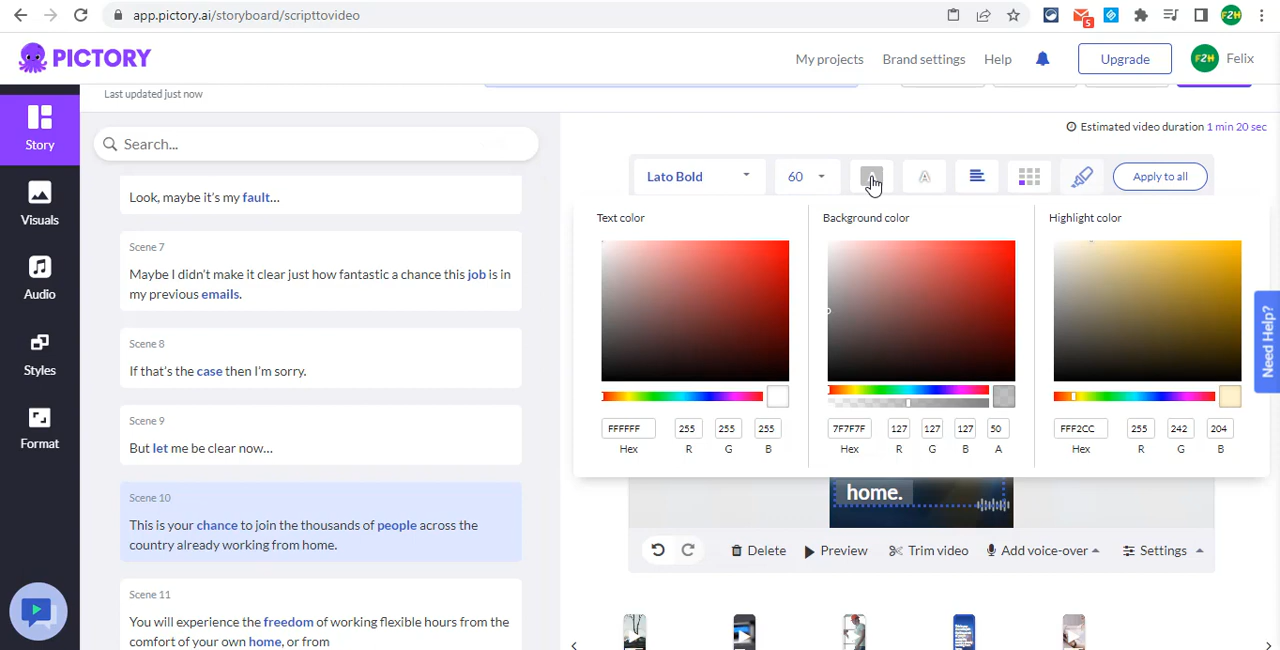 app.pictory.ai/storyboard/scripttovideo
5
F2H
PICTORY
My projects
Brand settings
Help
Upgrade
F2H
Felix
Last updated just now
Story
Visuals
Audio
Styles
Format
Search...
Look, maybe it's my fault...
Scene 7
Maybe I didn't make it clear just how fantastic a chance this job is in
my previous emails.
Scene 8
If that's the case then I'm sorry.
Scene 9
But let me be clear now...
Scene 10
This is your chance to join the thousands of people across the
country already working from home.
Scene 11
You will experience the freedom of working flexible hours from the
comfort of your own home, or from
Estimated video duration 1 min 20 sec
Lato Bold
60
A
Apply to all
Text color
Background color
Highlight color
FFFFFF 255 255 255
Hex R G B
7F7F7F 127 127 127 50
Hex R G B A
FFF2CC 255 242 204
Hex R G B
home.
Delete
Preview
Trim video
Add voice-over
Settings
Need Help?